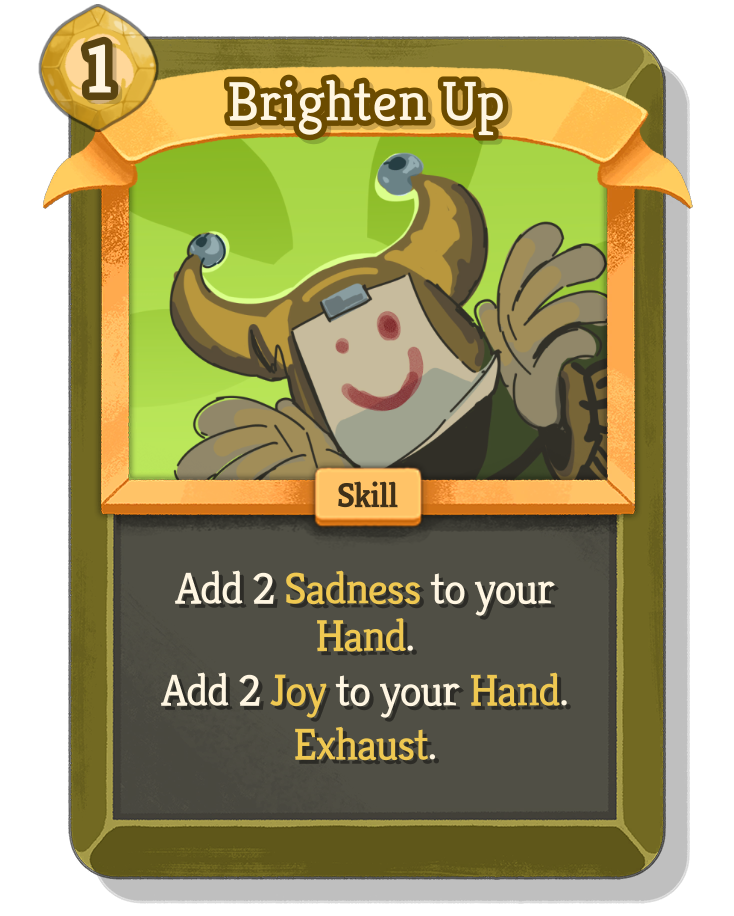 1
Brighten Up
Skill
Add 2 Sadness to your
Hand.
Add 2 Joy to your Hand.
Exhaust.